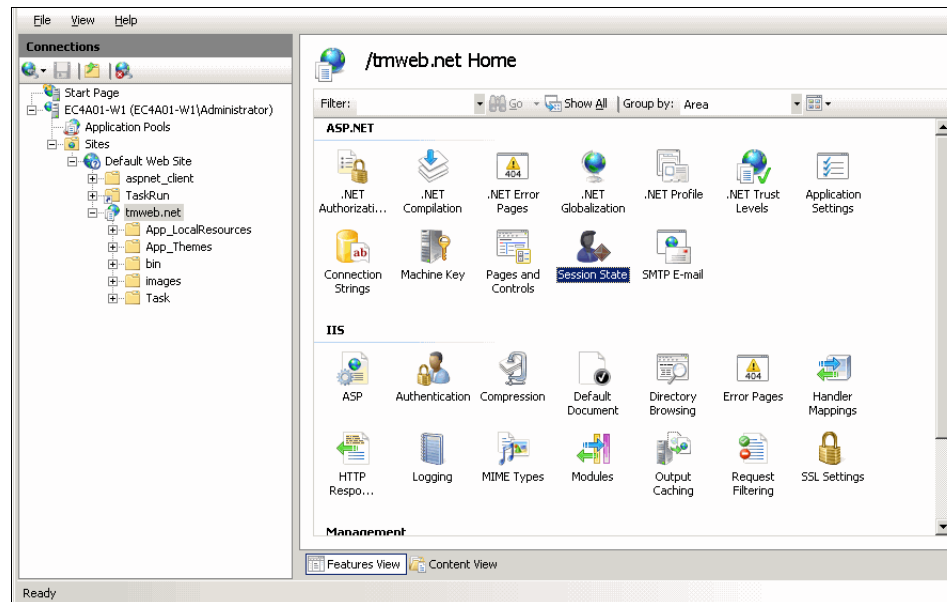 File View Help
Connections
Start Page
EC4A01-W1 (EC4A01-W1\Administrator)
Application Pools
Sites
Default Web Site
aspnet_client
TaskRun
tmweb.net
App_LocalResources
App_Themes
bin
images
Task
/tmweb.net Home
Filter: Go Show All Group by: Area
ASP.NET
.NET Authorizati...
.NET Compilation
.NET Error Pages
.NET Globalization
.NET Profile
.NET Trust Levels
Application Settings
Connection Strings
Machine Key
Pages and Controls
Session State
SMTP E-mail
IIS
ASP
Authentication
Compression
Default Document
Directory Browsing
Error Pages
Handler Mappings
HTTP Respo...
Logging
MIME Types
Modules
Output Caching
Request Filtering
SSL Settings
Management
Features View Content View
Ready